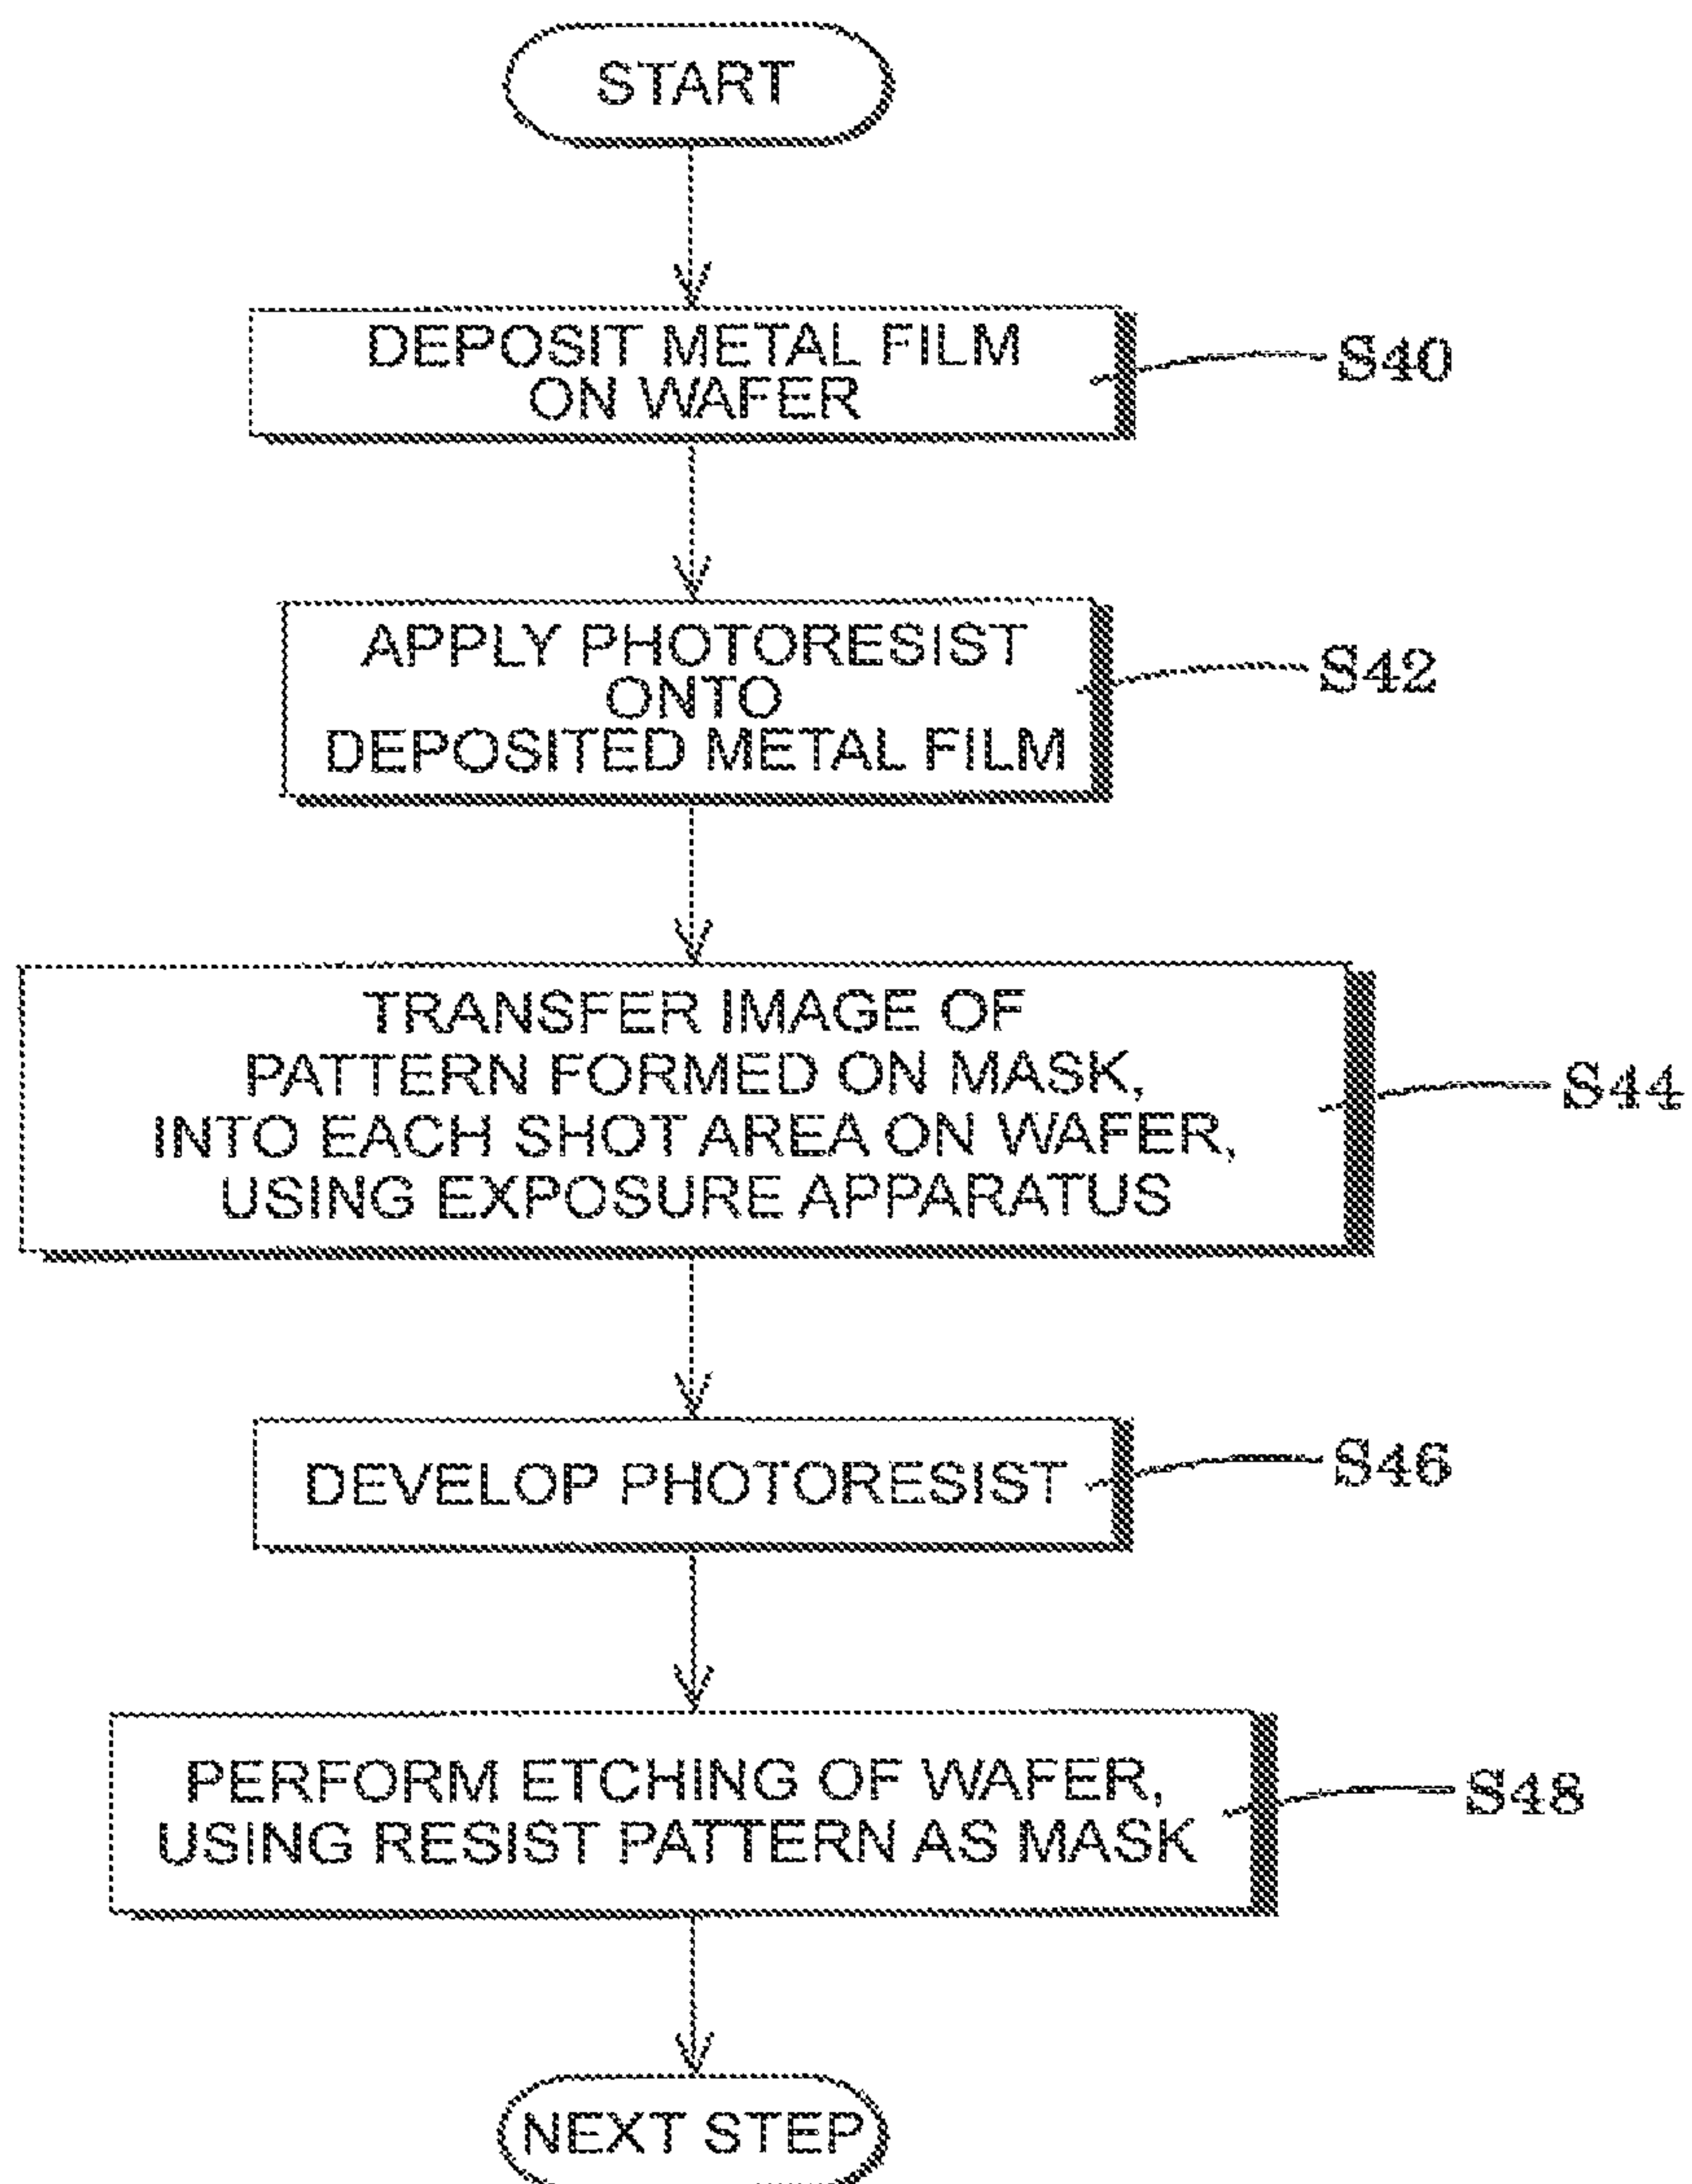 START
DEPOSIT METAL FILM
ON WAFER
S40
APPLY PHOTORESIST
ONTO
DEPOSITED METAL FILM
S42
TRANSFER IMAGE OF
PATTERN FORMED ON MASK,
INTO EACH SHOT AREA ON WAFER,
USING EXPOSURE APPARATUS
S44
DEVELOP PHOTORESIST
S46
PERFORM ETCHING OF WAFER,
USING RESIST PATTERN AS MASK
S48
NEXT STEP